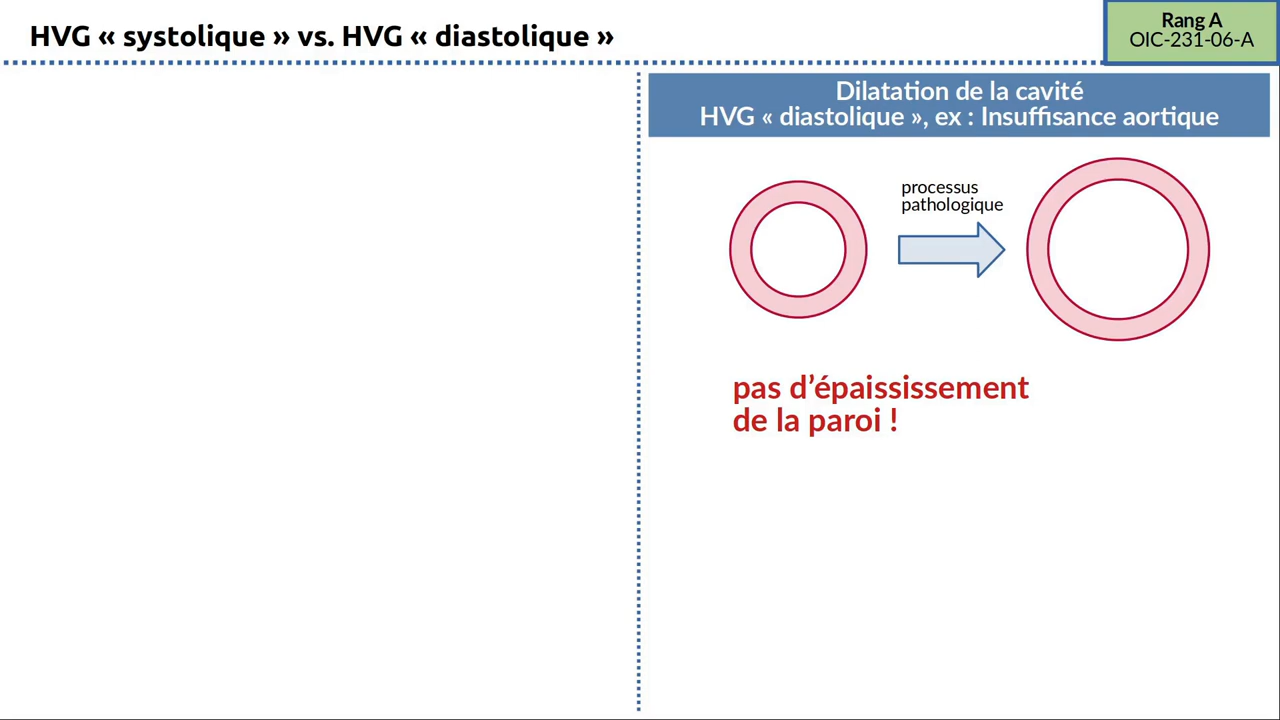 HVG « systolique » vs. HVG « diastolique »
Rang A
OIC-231-06-A
Dilatation de la cavité
HVG « diastolique », ex : Insuffisance aortique
processus
pathologique
pas d’épaississement
de la paroi !